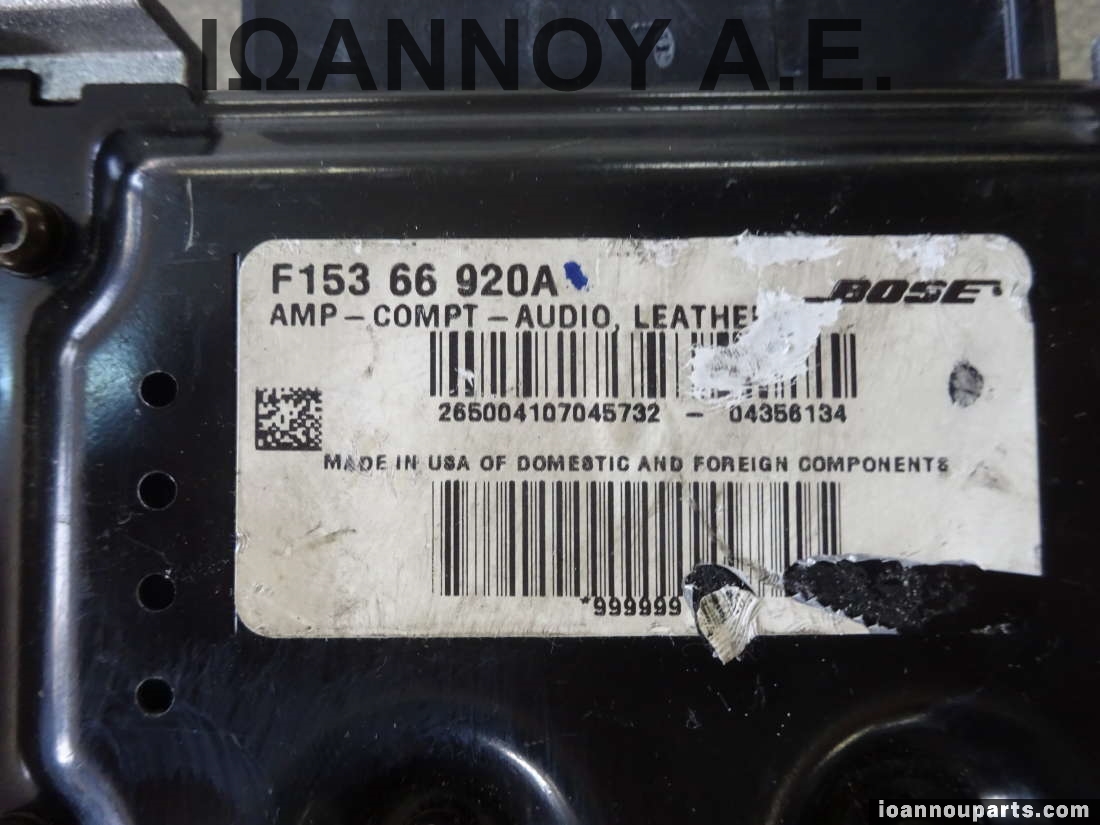 ΙΩΑΝΝΟΥ Α.Ε.
F153 66 920A
BOSE
AMP-COMPT-AUDIO,
265004107045732 - 04356134
MADE IN USA OF DOMESTIC AND FOREIGN COMPONENTS
*999999
ioannouparts.com